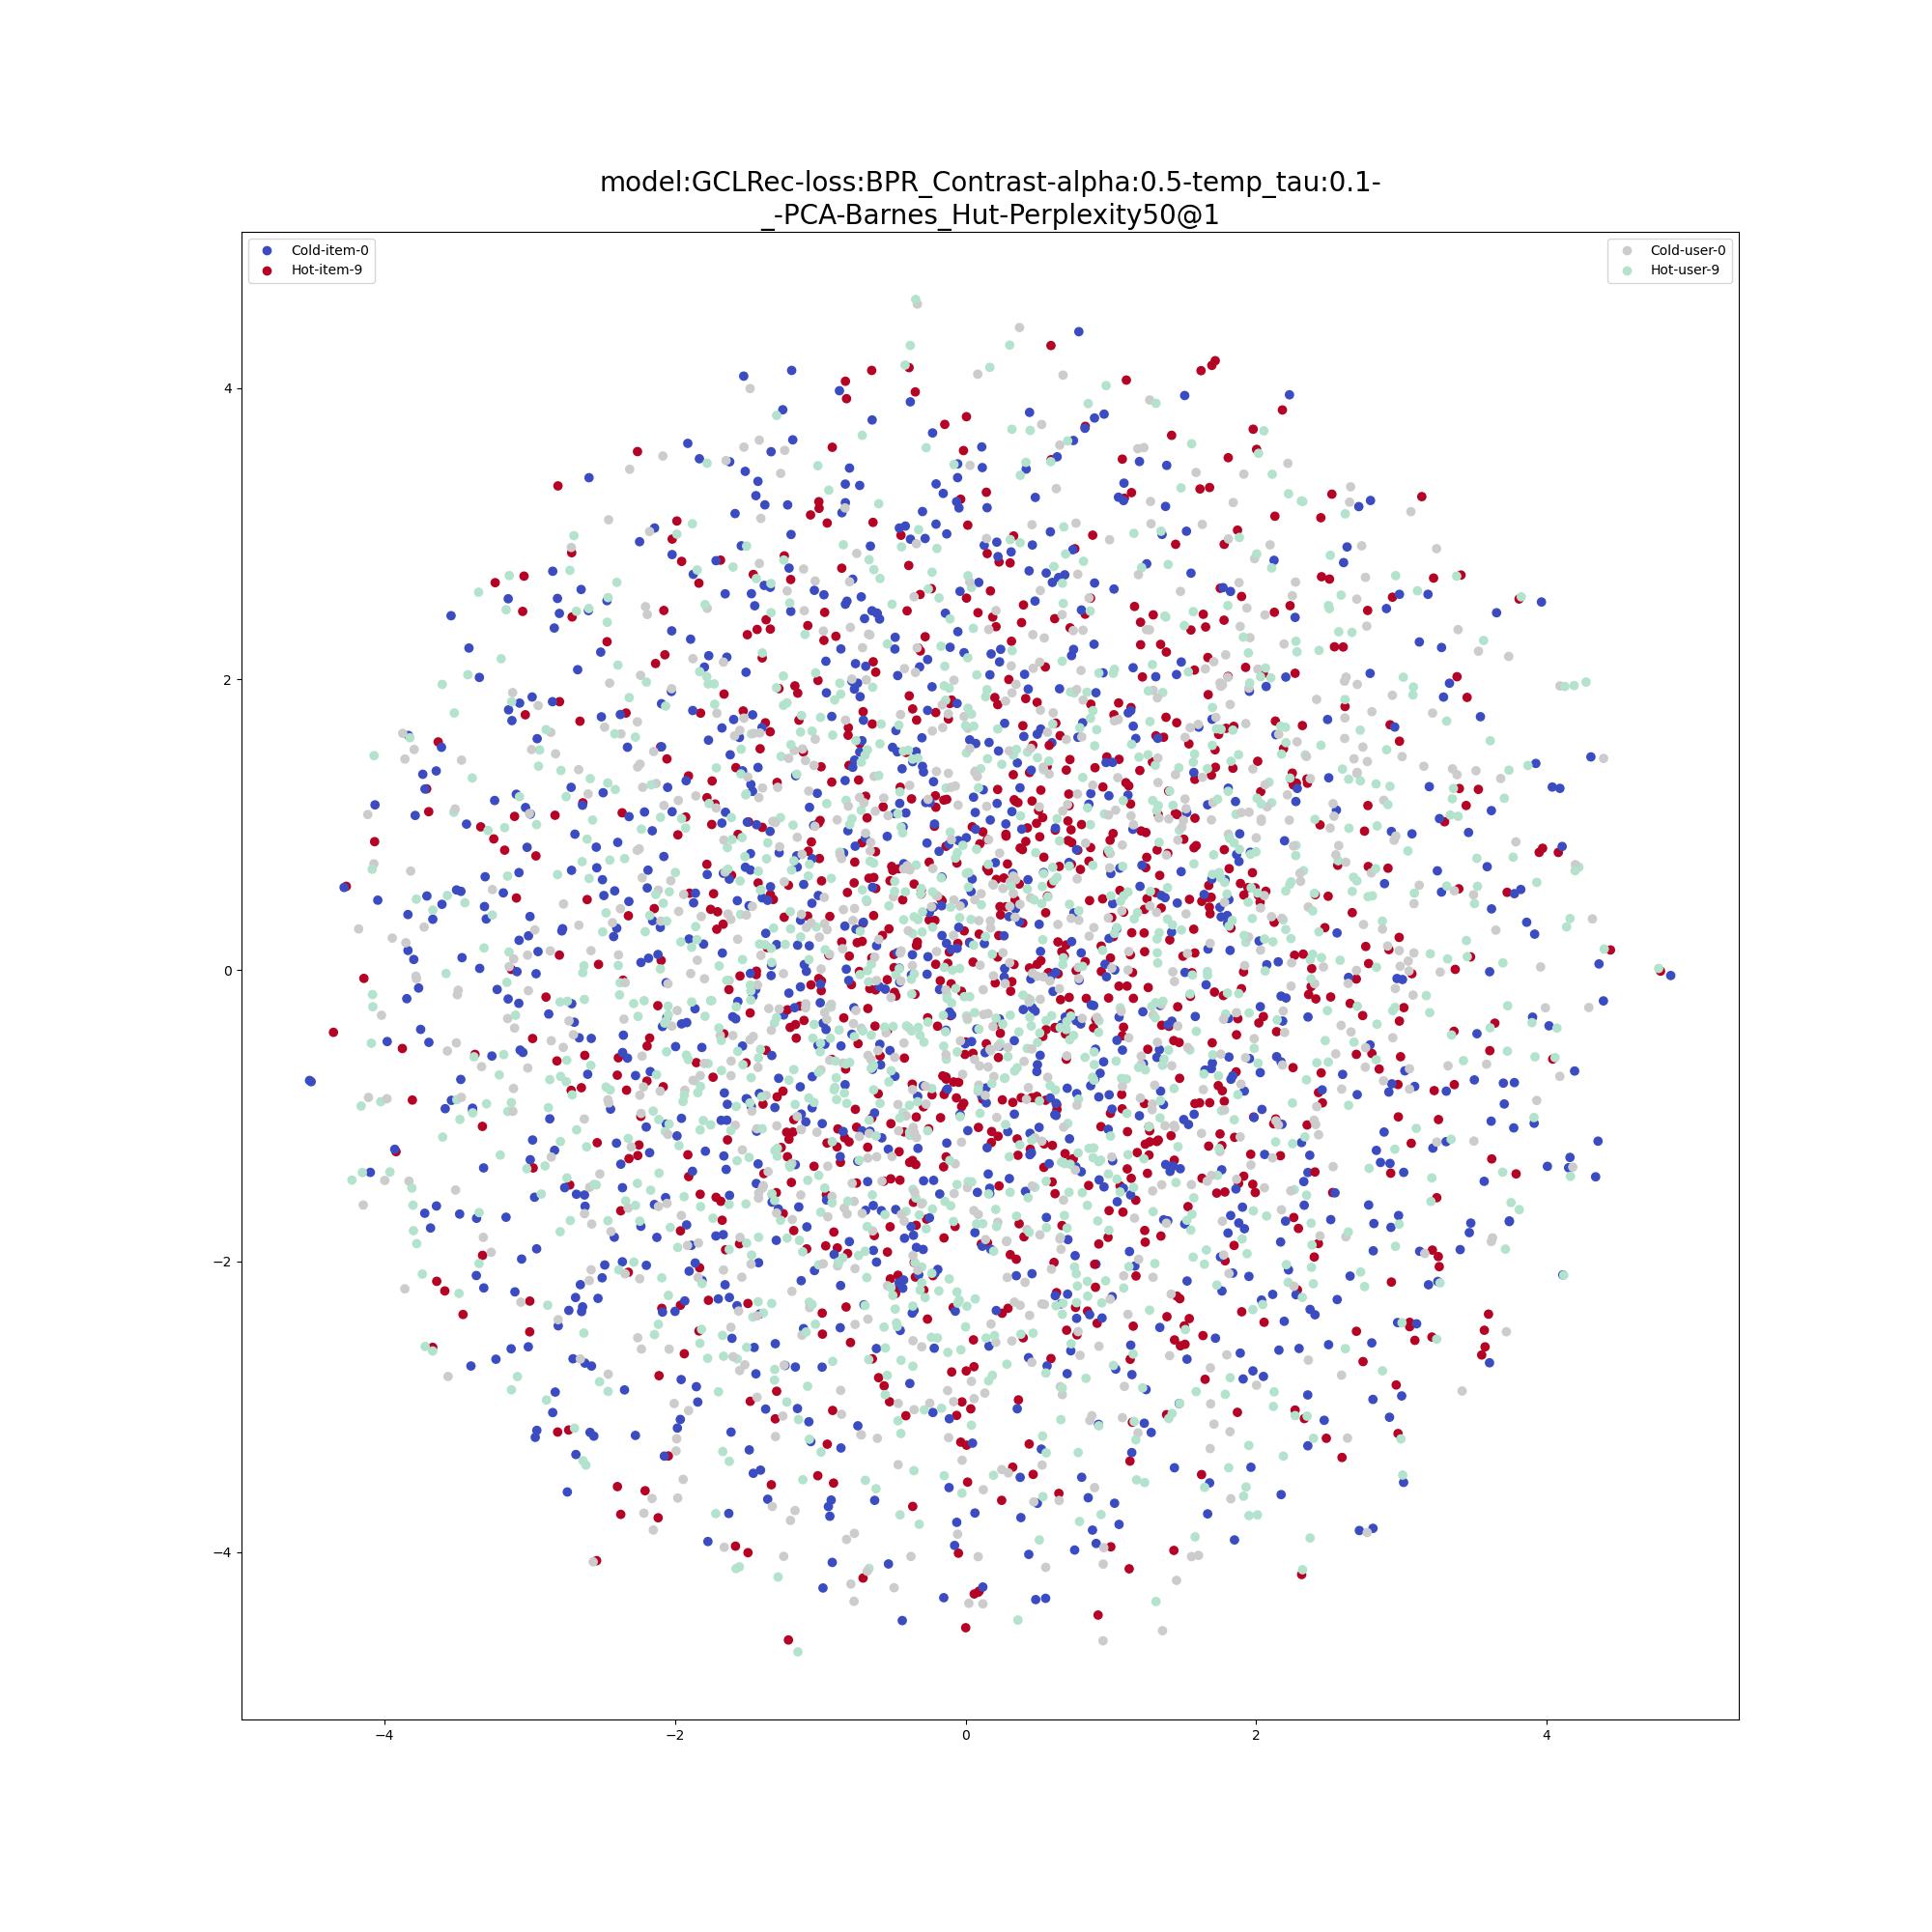 model:GCLRec-loss:BPR_Contrast-alpha:0.5-temp_tau:0.1-
_-PCA-Barnes_Hut-Perplexity50@1
Cold-item-0
Hot-item-9
Cold-user-0
Hot-user-9
4
2
0
−2
−4
−4
−2
0
2
4